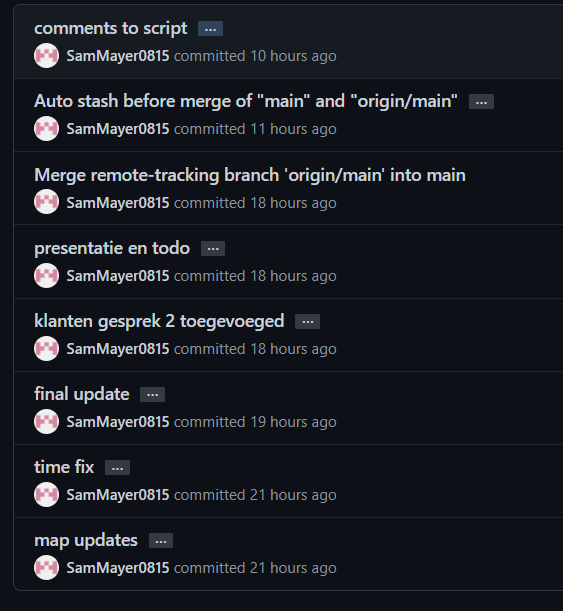 comments to script ...
SamMayer0815 committed 10 hours ago
Auto stash before merge of "main" and "origin/main" ...
SamMayer0815 committed 11 hours ago
Merge remote-tracking branch 'origin/main' into main
SamMayer0815 committed 18 hours ago
presentatie en todo ...
SamMayer0815 committed 18 hours ago
klanten gesprek 2 toegevoeged ...
SamMayer0815 committed 18 hours ago
final update ...
SamMayer0815 committed 19 hours ago
time fix ...
SamMayer0815 committed 21 hours ago
map updates ...
SamMayer0815 committed 21 hours ago